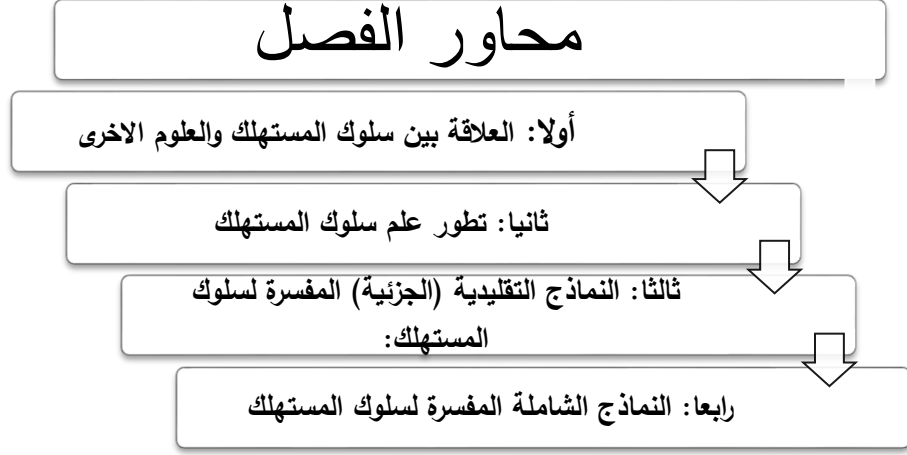 محاور الفصل
أولا: العلاقة بين سلوك المستهلك والعلوم الاخرى
ثانيا: تطور علم سلوك المستهلك
ثالثا: النماذج التقليدية (الجزئية) المفسرة لسلوك
المستهلك:
رابعا: النماذج الشاملة المفسرة لسلوك المستهلك